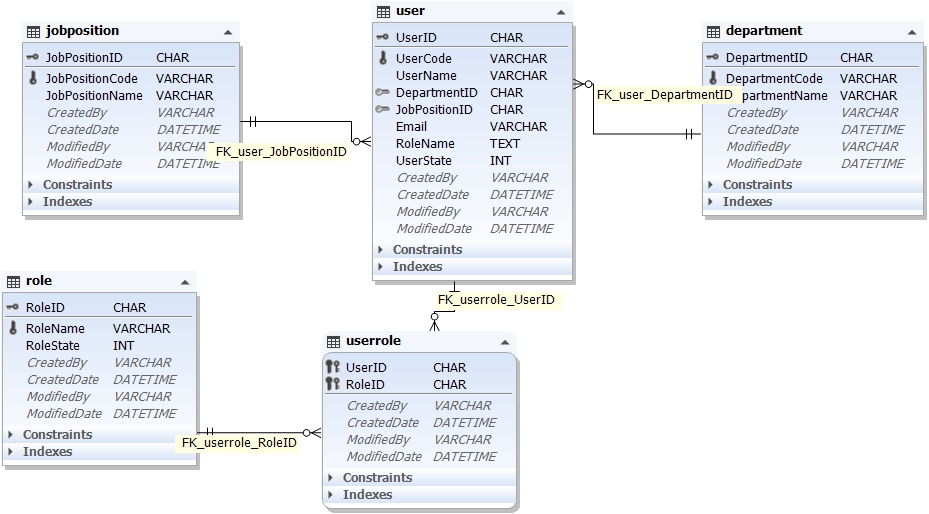 jobposition
JobPositionID CHAR
JobPositionCode VARCHAR
JobPositionName VARCHAR
CreatedBy VARCHAR
CreatedDate DATETIME
ModifiedBy VARCHAR
ModifiedDate DATETIME
Constraints
Indexes
FK_user_JobPositionID
user
UserID CHAR
UserCode VARCHAR
UserName VARCHAR
DepartmentID CHAR
JobPositionID CHAR
Email VARCHAR
RoleName TEXT
UserState INT
CreatedBy VARCHAR
CreatedDate DATETIME
ModifiedBy VARCHAR
ModifiedDate DATETIME
Constraints
Indexes
FK_user_DepartmentID
department
DepartmentID CHAR
DepartmentCode VARCHAR
DepartmentName VARCHAR
CreatedBy VARCHAR
CreatedDate DATETIME
ModifiedBy VARCHAR
ModifiedDate DATETIME
Constraints
Indexes
role
RoleID CHAR
RoleName VARCHAR
RoleState INT
CreatedBy VARCHAR
CreatedDate DATETIME
ModifiedBy VARCHAR
ModifiedDate DATETIME
Constraints
Indexes
FK_userrole_RoleID
FK_userrole_UserID
userrole
UserID CHAR
RoleID CHAR
CreatedBy VARCHAR
CreatedDate DATETIME
ModifiedBy VARCHAR
ModifiedDate DATETIME
Constraints
Indexes